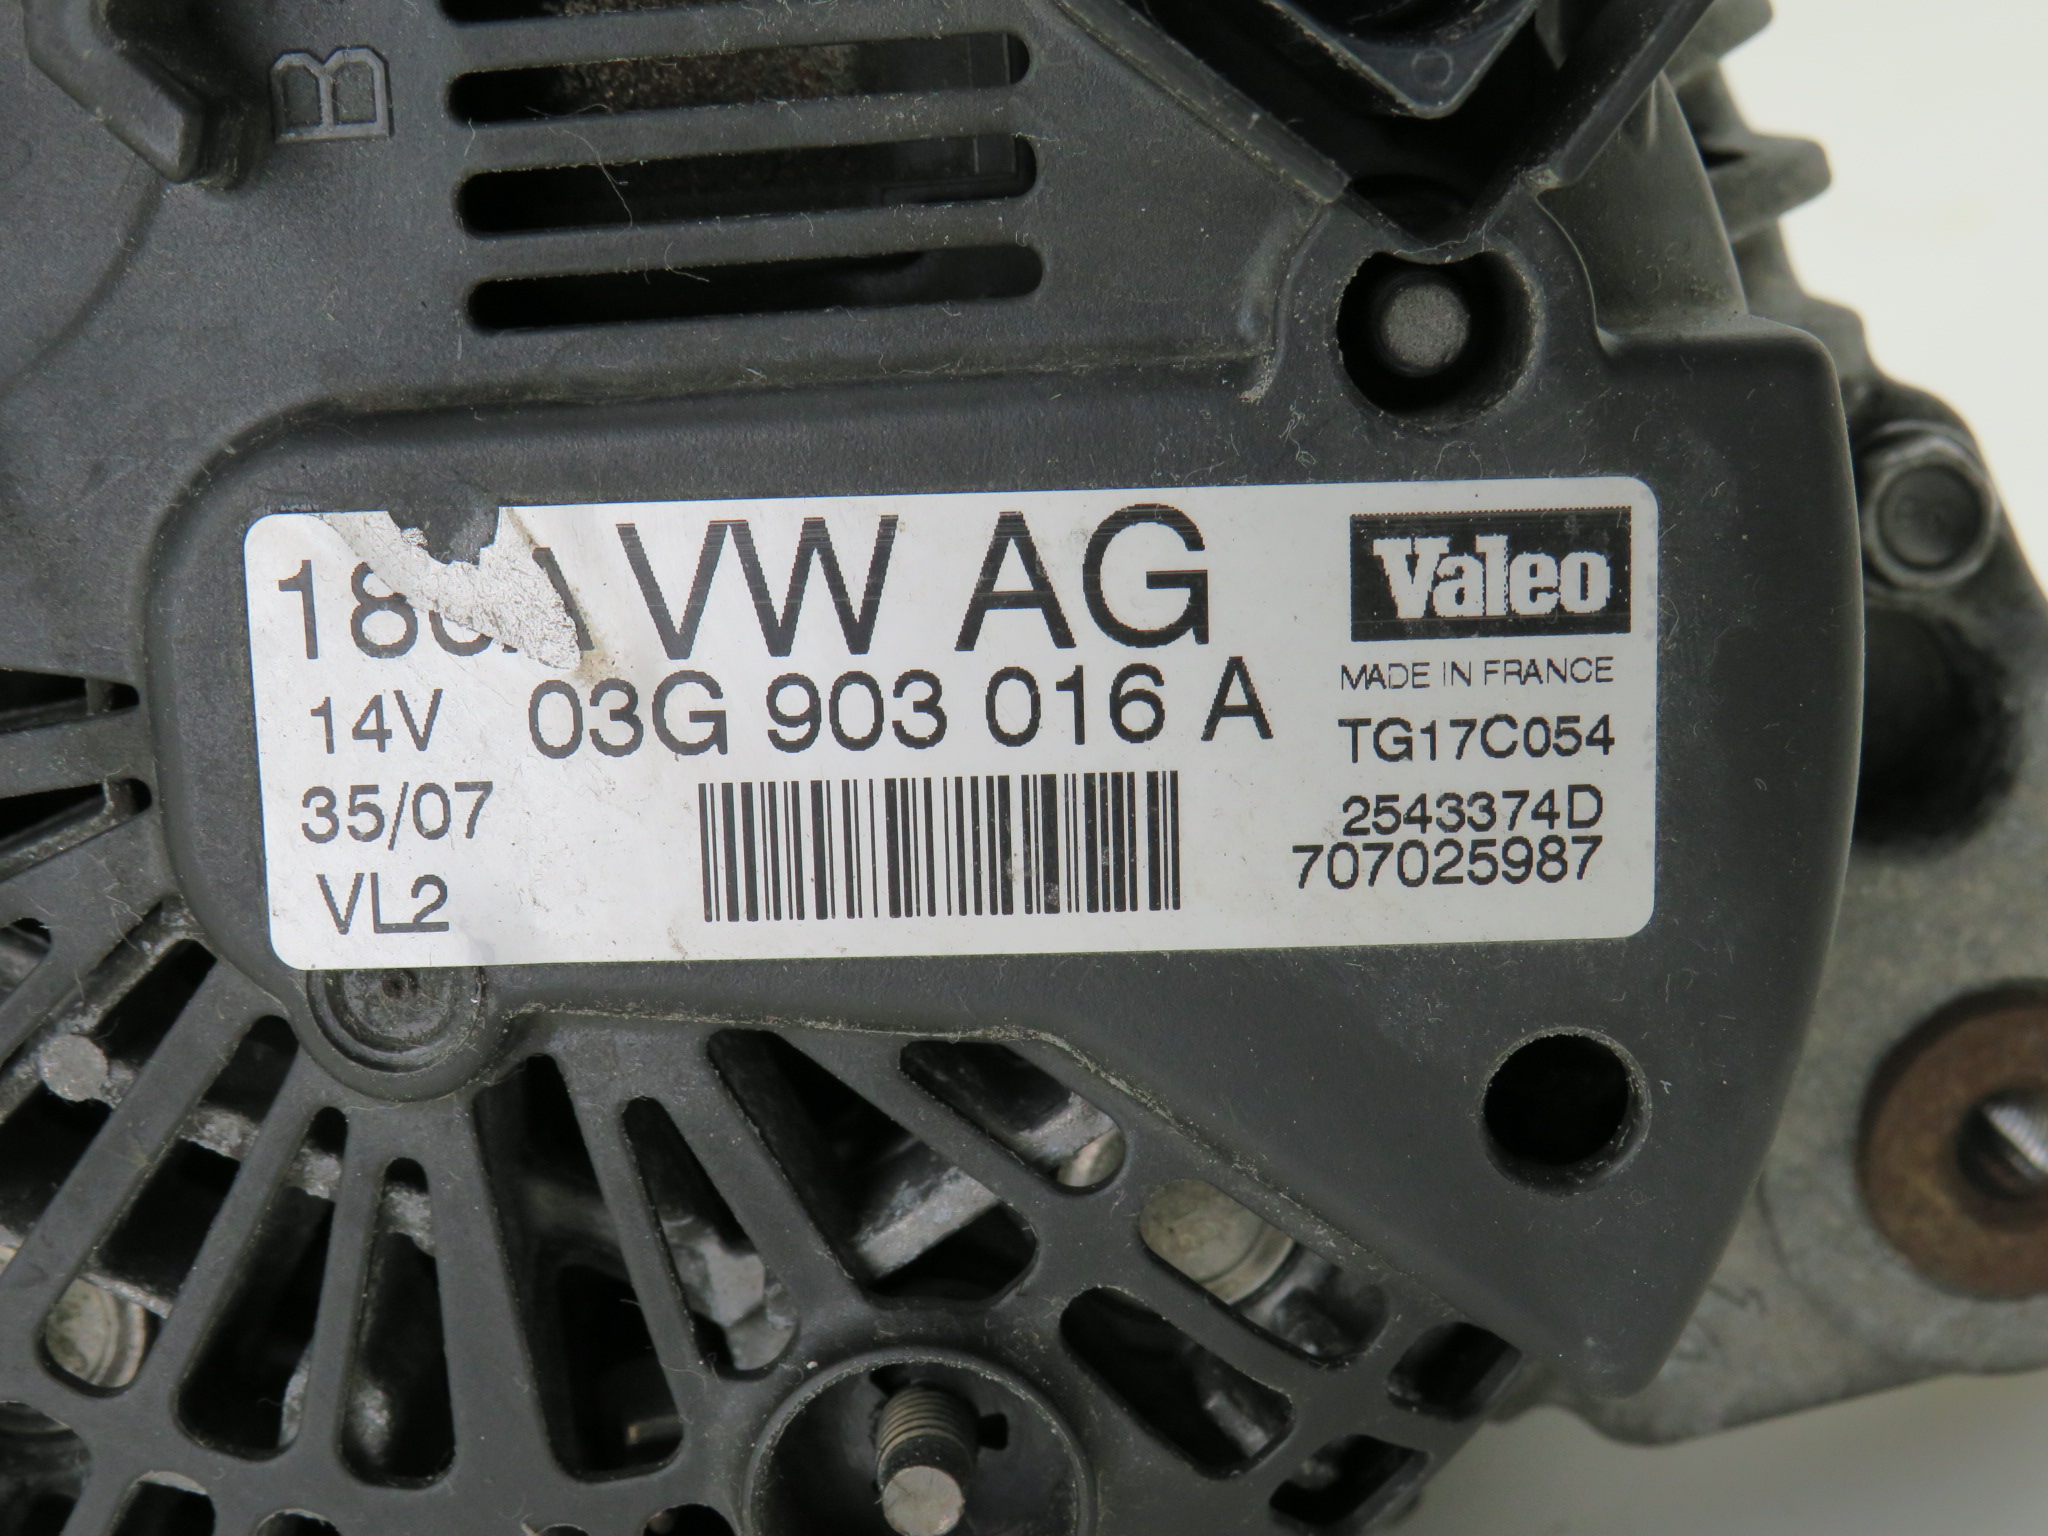 B
VW AG
Valeo
MADE IN FRANCE
14V
03G 903 016 A
TG17C054
35/07
2543374D
VL2
707025987